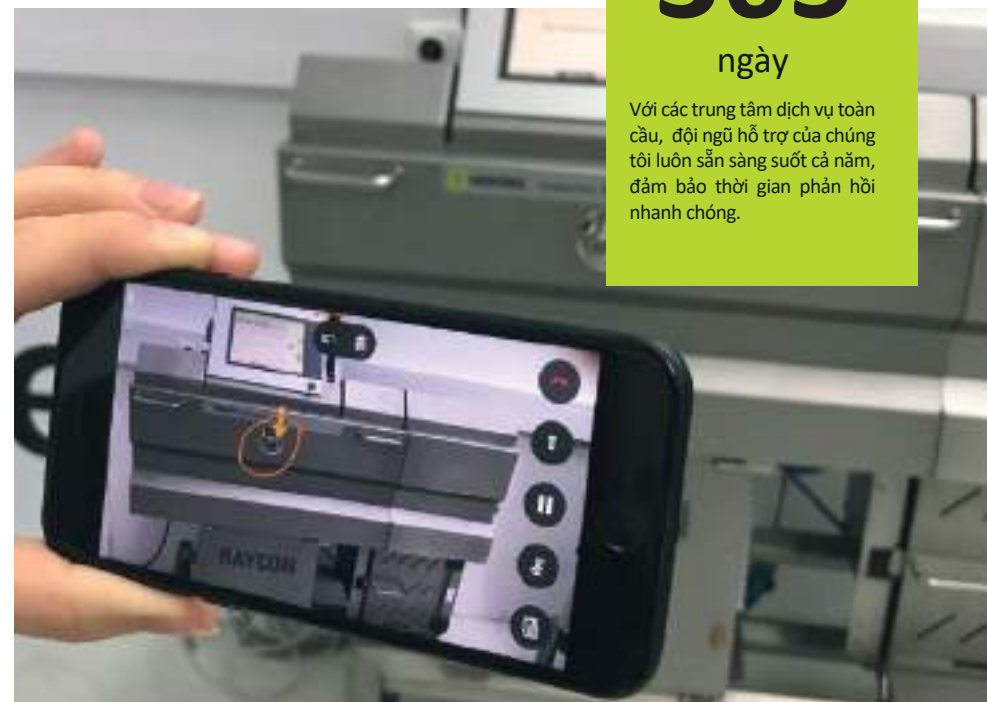 365
ngày
Với các trung tâm dịch vụ toàn
cầu, đội ngũ hỗ trợ của chúng
tôi luôn sẵn sàng suốt cả năm,
đảm bảo thời gian phản hồi
nhanh chóng.
RAYCON